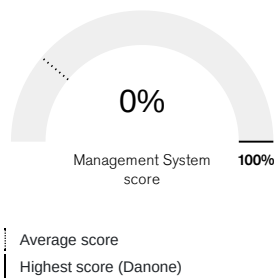 0%
Management System
score
100%
Average score
Highest score (Danone)